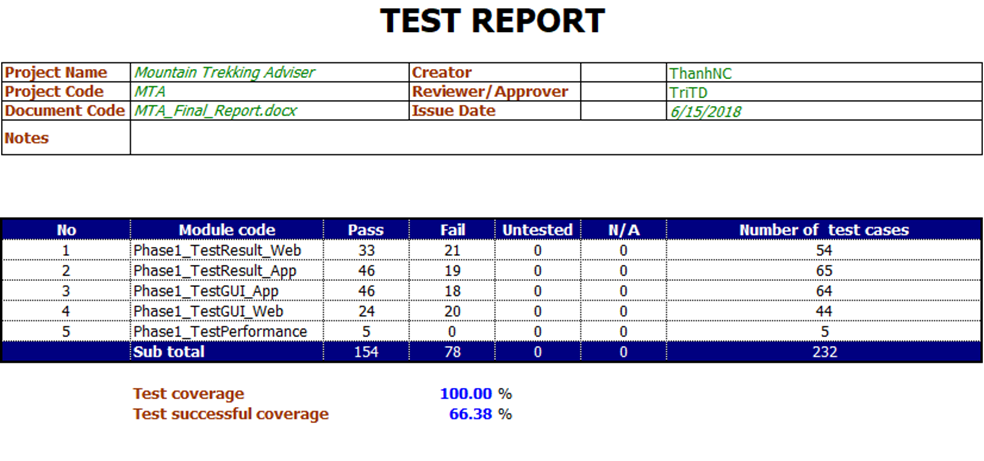 TEST REPORT
Project Name Mountain Trekking Adviser Creator ThanhNC
Project Code MTA Reviewer/Approver TriTD
Document Code MTA_Final_Report.docx Issue Date 6/15/2018
Notes
No Module code Pass Fail Untested N/A Number of test cases
1 Phase1_TestResult_Web 33 21 0 0 54
2 Phase1_TestResult_App 46 19 0 0 65
3 Phase1_TestGUI_App 46 18 0 0 64
4 Phase1_TestGUI_Web 24 20 0 0 44
5 Phase1_TestPerformance 5 0 0 0 5
Sub total 154 78 0 0 232
Test coverage 100.00 %
Test successful coverage 66.38 %